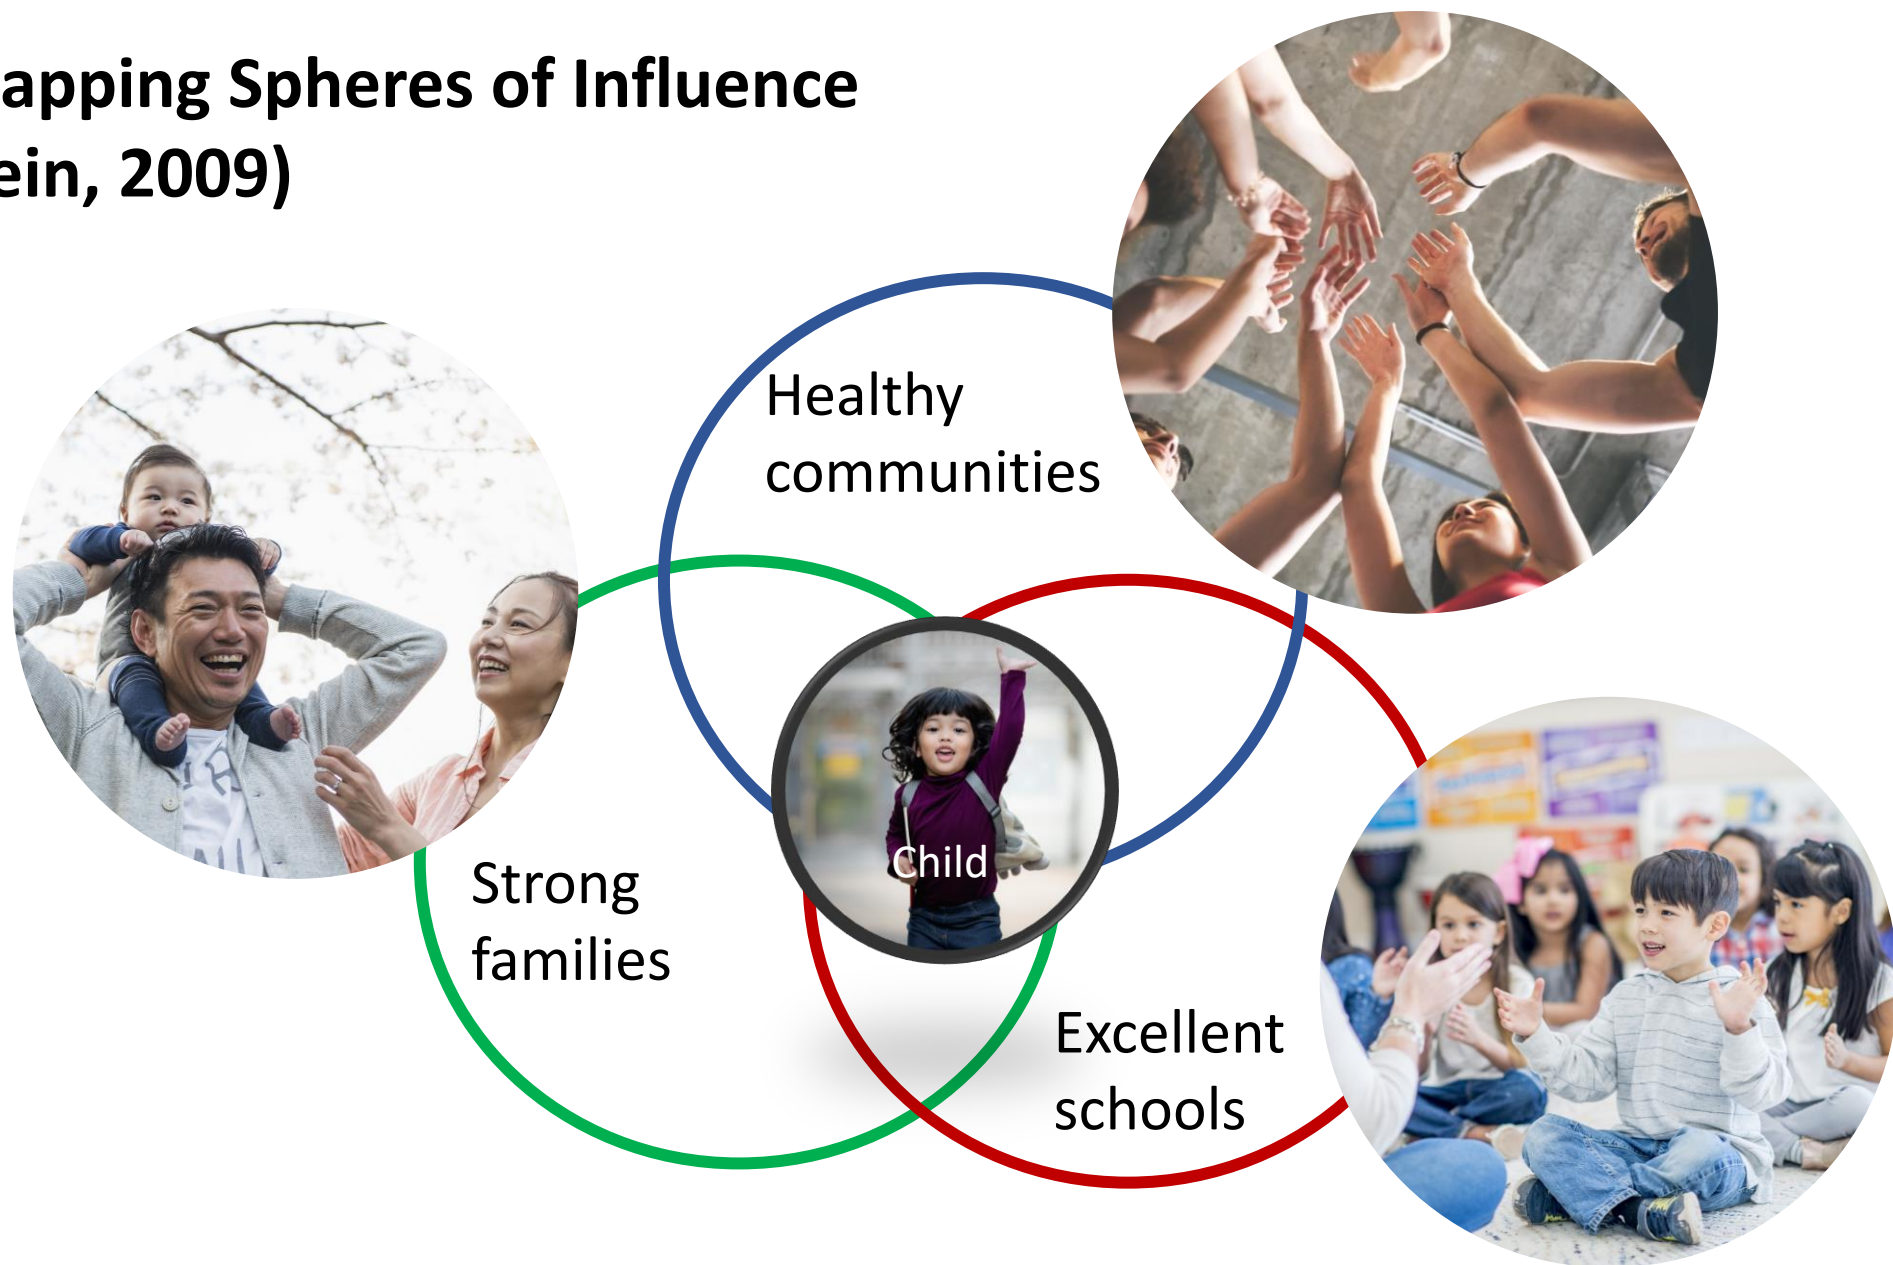 apping Spheres of Influence
ein, 2009)
Healthy
communities
Child
Strong
families
Excellent
schools